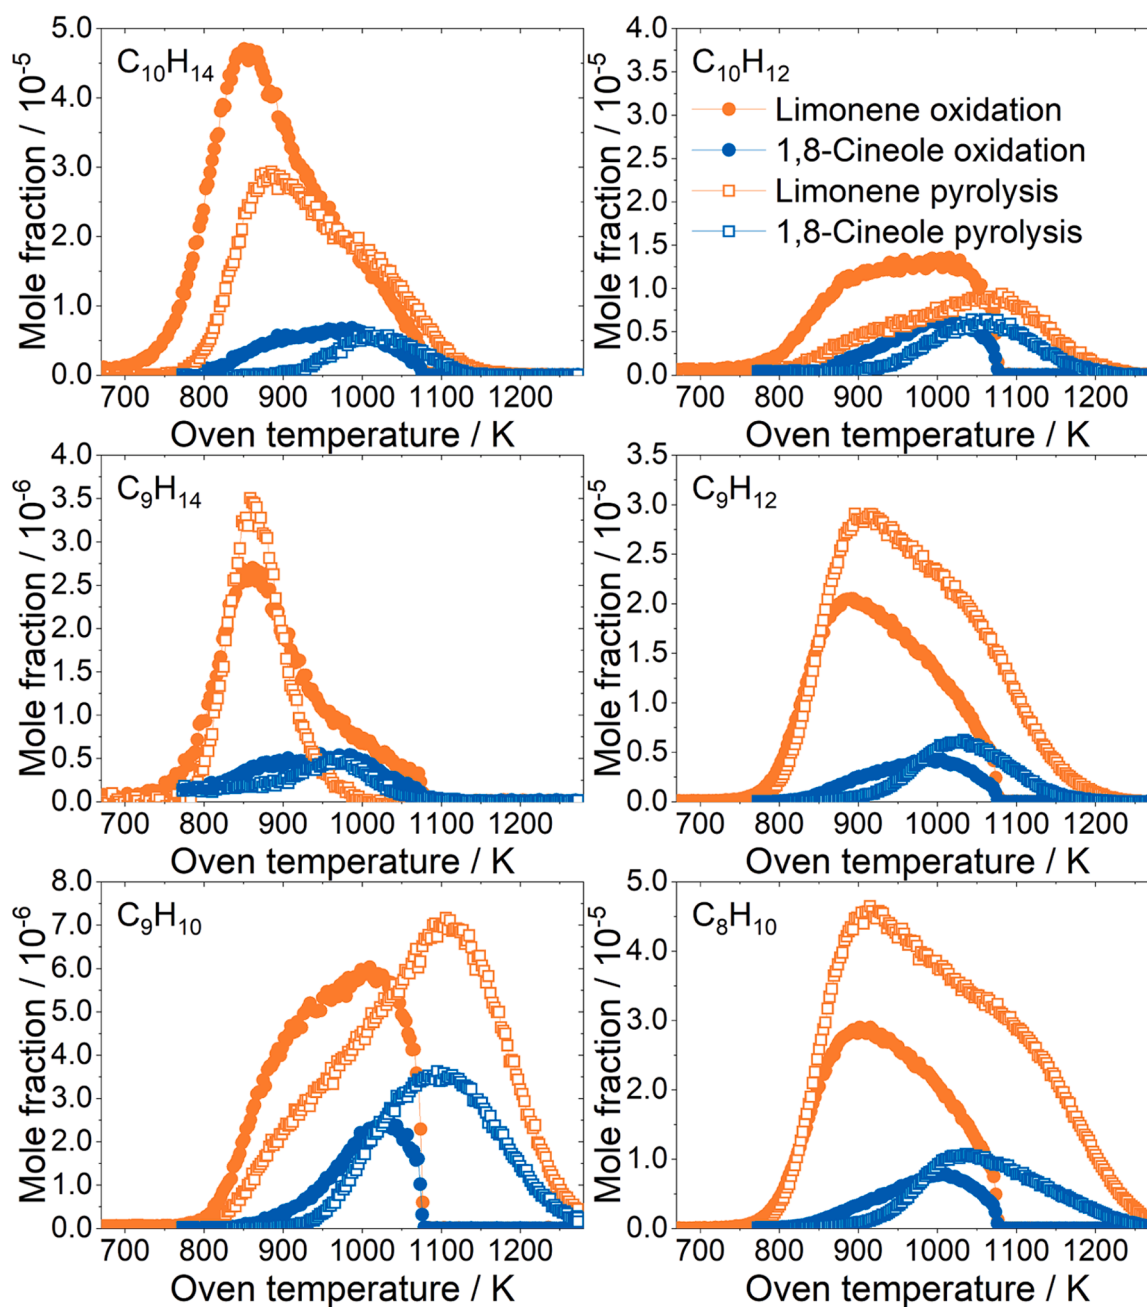 C10H14
5.0
4.0
3.0
2.0
1.0
0.0
Mole fraction / 10-5
700 800 900 1000 1100 1200
Oven temperature / K
C10H12
Limonene oxidation
1,8-Cineole oxidation
Limonene pyrolysis
1,8-Cineole pyrolysis
4.0
3.5
3.0
2.5
2.0
1.5
1.0
0.5
0.0
Mole fraction / 10-5
700 800 900 1000 1100 1200
Oven temperature / K
C9H14
4.0
3.5
3.0
2.5
2.0
1.5
1.0
0.5
0.0
Mole fraction / 10-6
700 800 900 1000 1100 1200
Oven temperature / K
C9H12
3.5
3.0
2.5
2.0
1.5
1.0
0.5
0.0
Mole fraction / 10-5
700 800 900 1000 1100 1200
Oven temperature / K
C9H10
8.0
7.0
6.0
5.0
4.0
3.0
2.0
1.0
0.0
Mole fraction / 10-6
700 800 900 1000 1100 1200
Oven temperature / K
C8H10
5.0
4.0
3.0
2.0
1.0
0.0
Mole fraction / 10-5
700 800 900 1000 1100 1200
Oven temperature / K